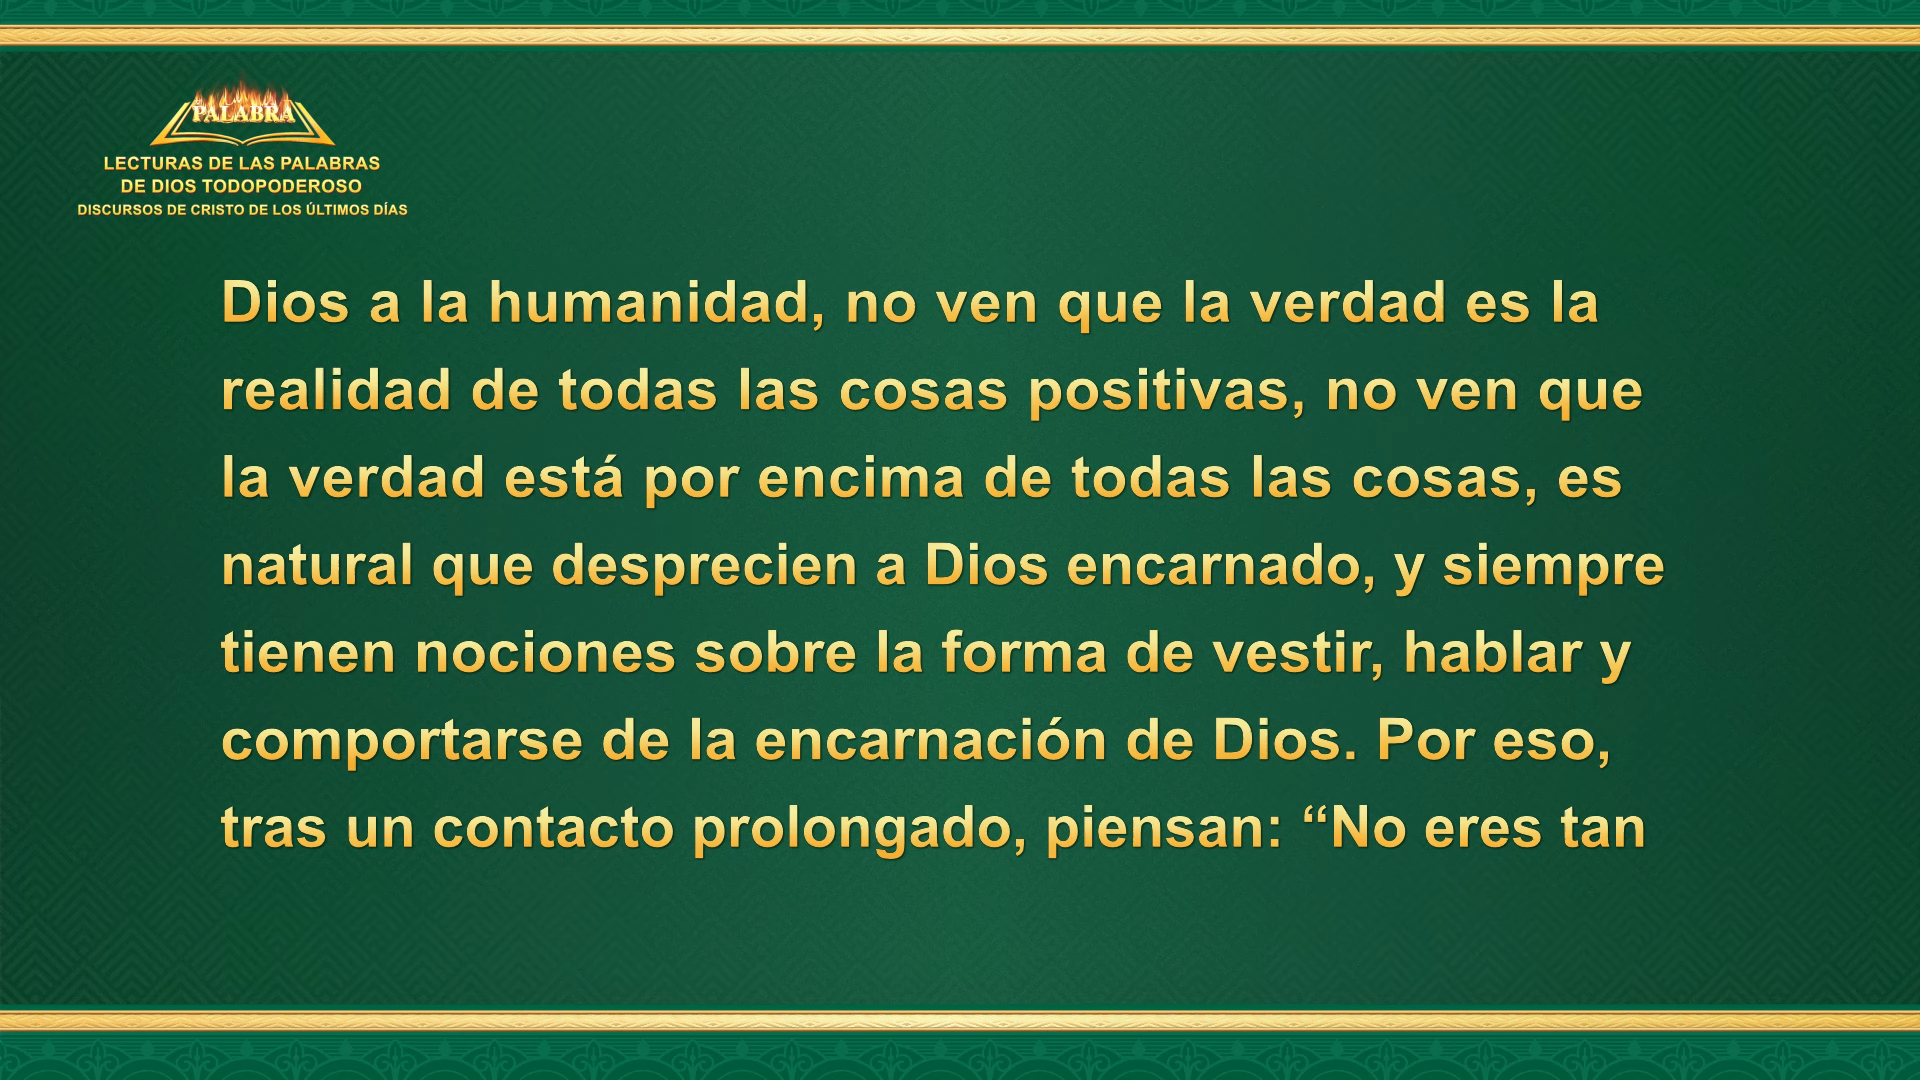 PALABRA
LECTURAS DE LAS PALABRAS
DE DIOS TODOPODEROSO
DISCURSOS DE CRISTO DE LOS ÚLTIMOS DÍAS
Dios a la humanidad, no ven que la verdad es la
realidad de todas las cosas positivas, no ven que
la verdad está por encima de todas las cosas, es
natural que desprecien a Dios encarnado, y siempre
tienen nociones sobre la forma de vestir, hablar y
comportarse de la encarnación de Dios. Por eso,
tras un contacto prolongado, piensan: “No eres tan